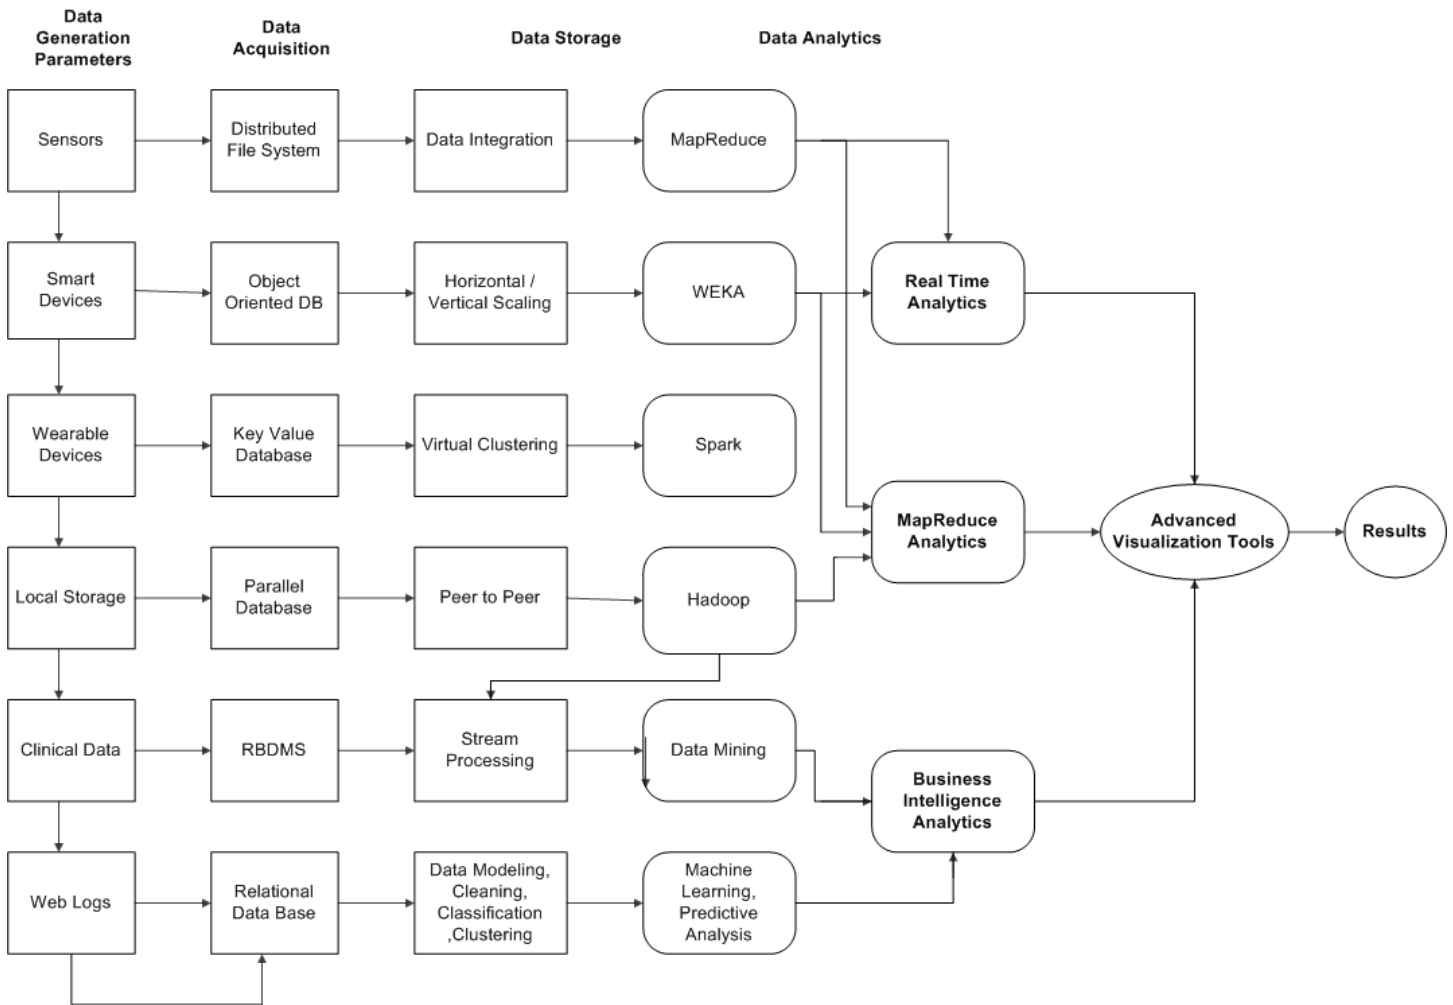 Data
Generation
Parameters
Data
Acquisition
Data Storage
Data Analytics
Sensors
Distributed
File System
Data Integration
MapReduce
Smart
Devices
Object
Oriented DB
Horizontal /
Vertical Scaling
WEKA
Real Time
Analytics
Wearable
Devices
Key Value
Database
Virtual Clustering
Spark
MapReduce
Analytics
Advanced
Visualization Tools
Results
Local Storage
Parallel
Database
Peer to Peer
Hadoop
Clinical Data
RBDMS
Stream
Processing
Data Mining
Business
Intelligence
Analytics
Web Logs
Relational
Data Base
Data Modeling,
Cleaning,
Classification
,Clustering
Machine
Learning,
Predictive
Analysis